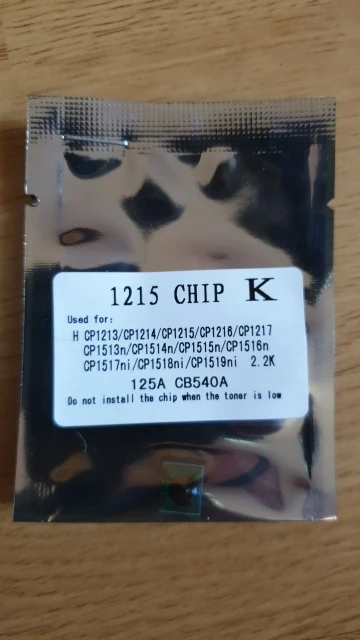 1215 CHIP K
Used for:
H CP1213/CP1214/CP1215/CP1216/CP1217
CP1513n/CP1514n/CP1515n/CP1516n
CP1517ni/CP1518ni/CP1519ni 2.2K
125A CB540A
Do not install the chip when the toner is low